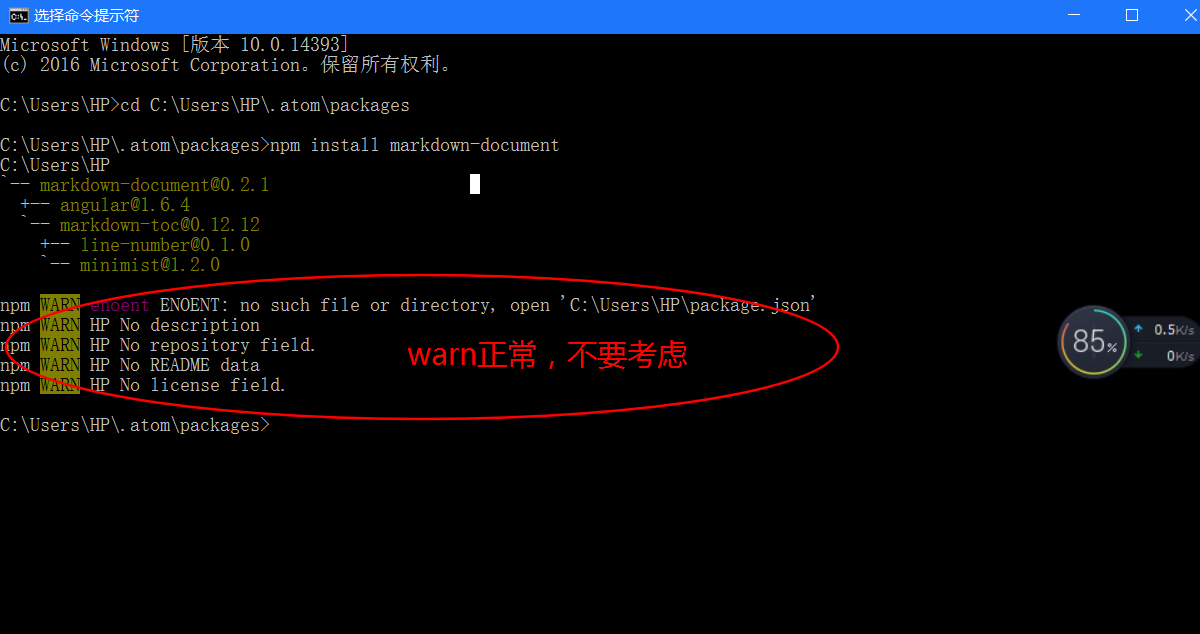 选择命令提示符
Microsoft Windows [版本 10.0.14393]
(c) 2016 Microsoft Corporation。保留所有权利。
C:\Users\HP>cd C:\Users\HP\.atom\packages
C:\Users\HP\.atom\packages>npm install markdown-document
C:\Users\HP
`-- markdown-document@0.2.1
  +-- angular@1.6.4
  `-- markdown-toc@0.12.12
    +-- line-number@0.1.0
    `-- minimist@1.2.0
npm WARN enoent ENOENT: no such file or directory, open 'C:\Users\HP\package.json'
npm WARN HP No description
npm WARN HP No repository field.
npm WARN HP No README data
npm WARN HP No license field.
warn正常，不要考虑
85%
0.5K/s
0K/s
C:\Users\HP\.atom\packages>